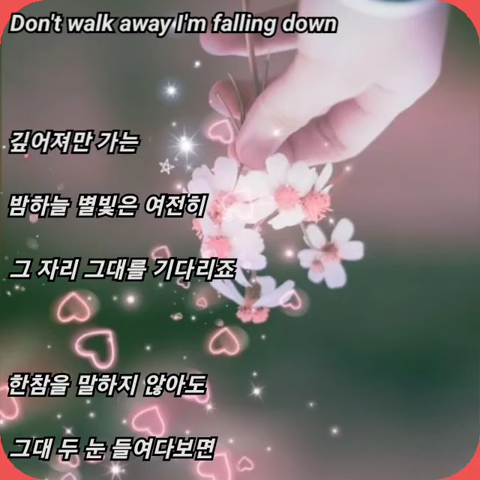 Don't walk away I'm falling down
깊어져만 가는
밤하늘 별빛은 여전히
그 자리 그대를 기다리죠
한참을 말하지 않아도
그대 두 눈 들여다보면